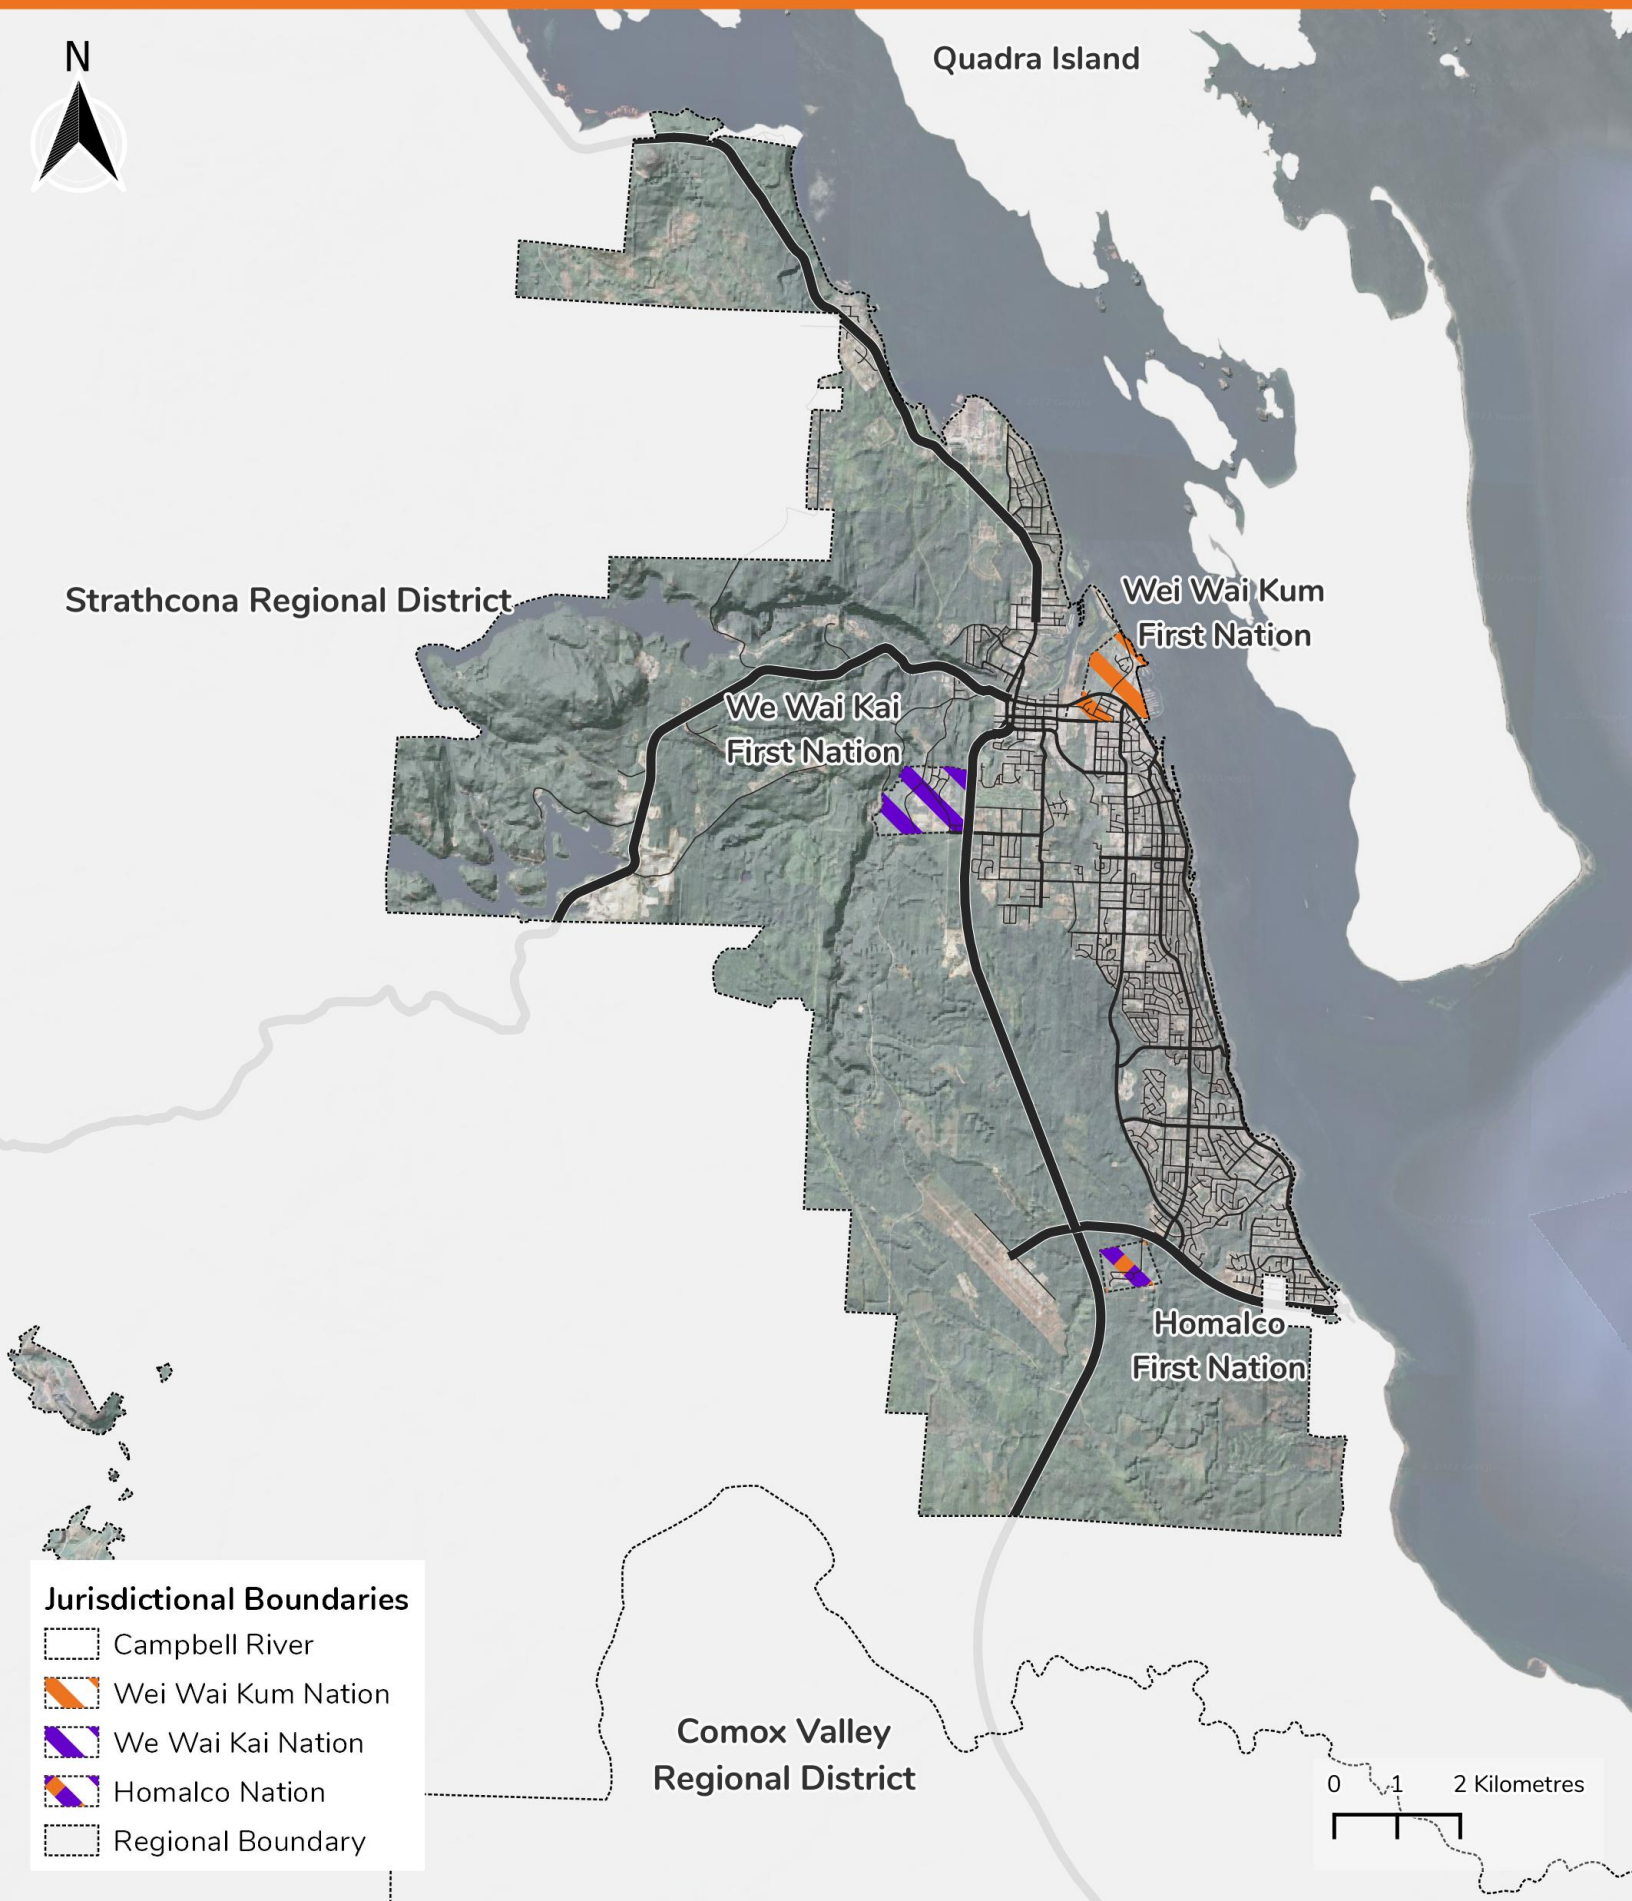 N
Quadra Island
Strathcona Regional District
Wei Wai Kum
First Nation
We Wai Kai
First Nation
Homalco
First Nation
Comox Valley
Regional District
Jurisdictional Boundaries
Campbell River
Wei Wai Kum Nation
We Wai Kai Nation
Homalco Nation
Regional Boundary
0 1 2 Kilometres